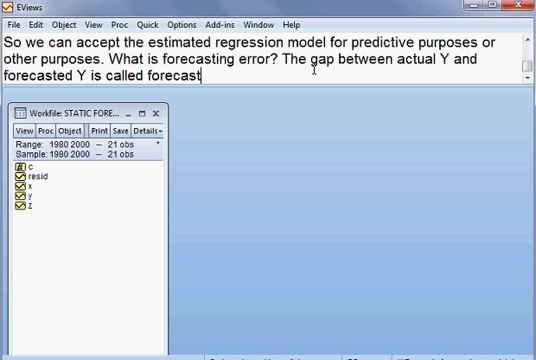 EViews
File Edit Object View Proc Quick Options Add-ins Window Help
So we can accept the estimated regression model for predictive purposes or
other purposes. What is forecasting error? The gap between actual Y and
forecasted Y is called forecast
Workfile: STATIC FORE...
View Proc Object Print Save Details
Range: 1980 2000 -- 21 obs
Sample: 1980 2000 -- 21 obs
c
resid
x
y
z